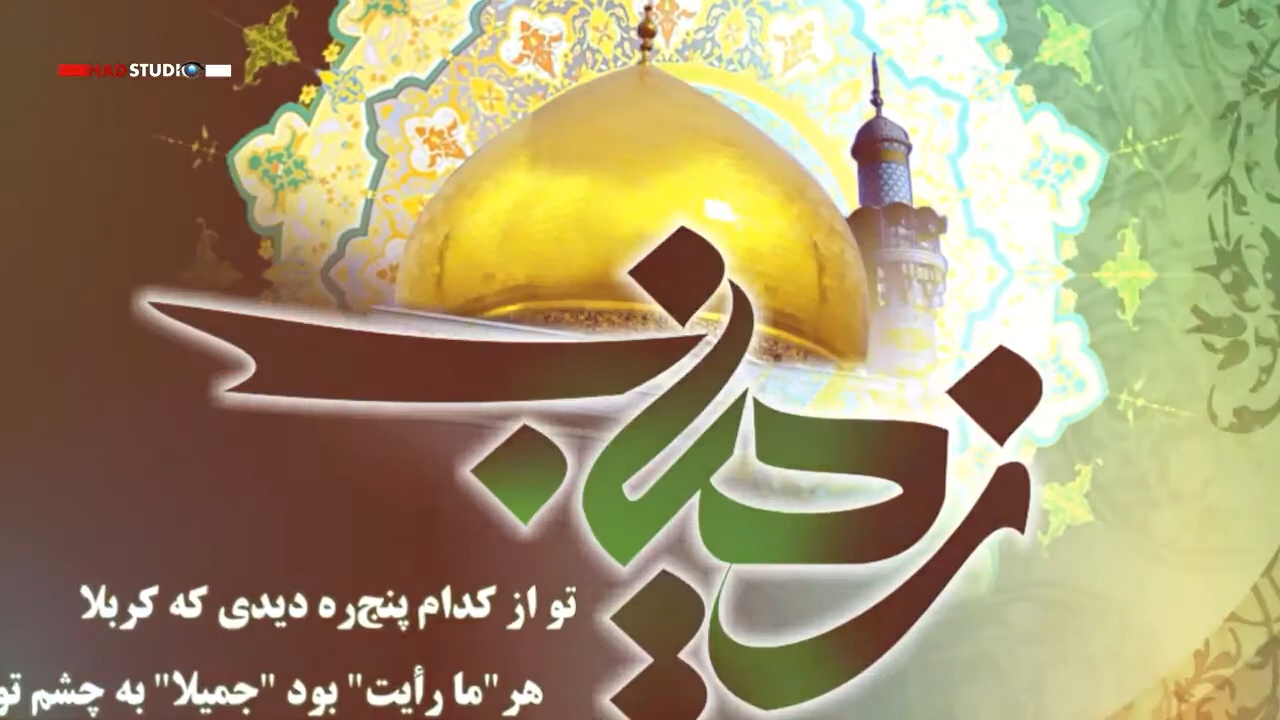 HAD STUDIO
زینب
تو از کدام پنجره دیدی که کربلا
هر "ما رأیت" بود "جمیلا" به چشم تو